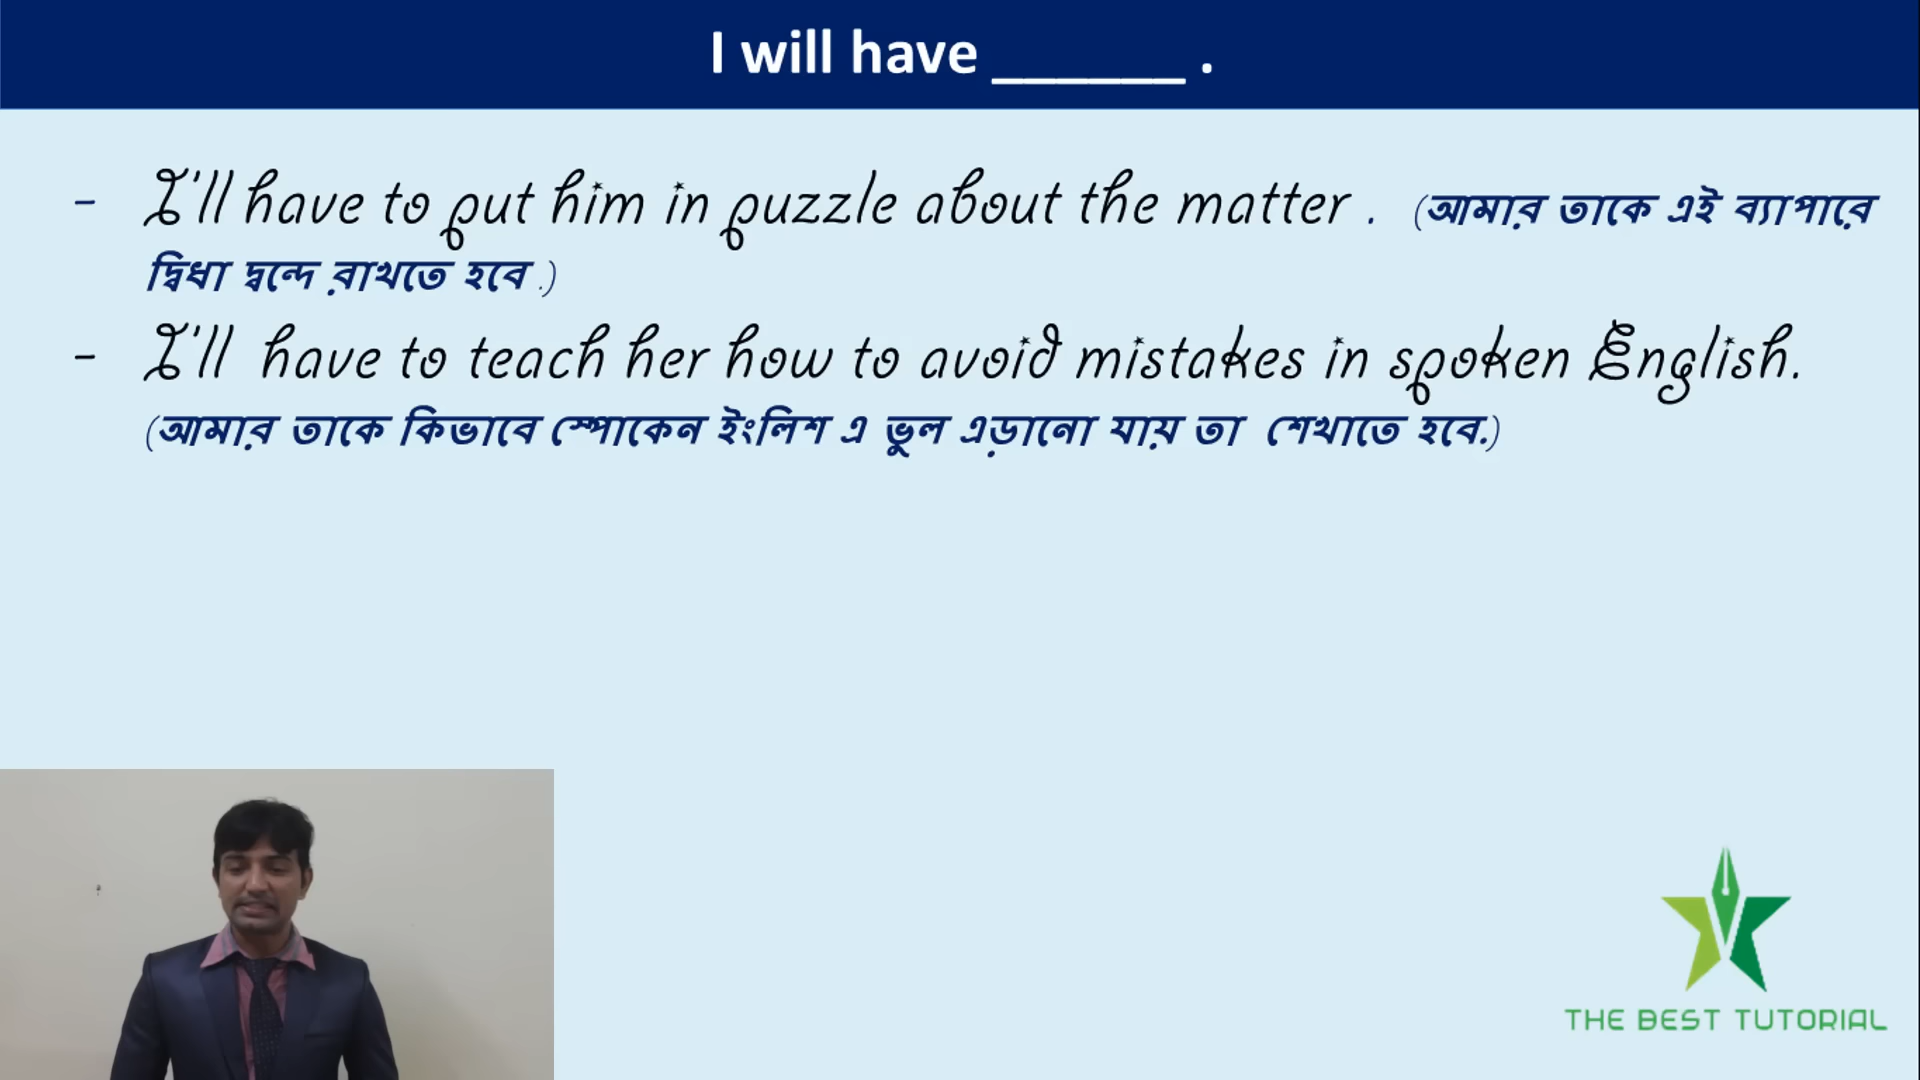 I will have ______ .
- I'll have to put him in puzzle about the matter . (আমার তাকে এই ব্যাপারে
দ্বিধা দ্বন্দে রাখতে হবে .)
- I'll have to teach her how to avoid mistakes in spoken English.
(আমার তাকে কিভাবে স্পোকেন ইংলিশ এ ভুল এড়ানো যায় তা শেখাতে হবে.)
THE BEST TUTORIAL